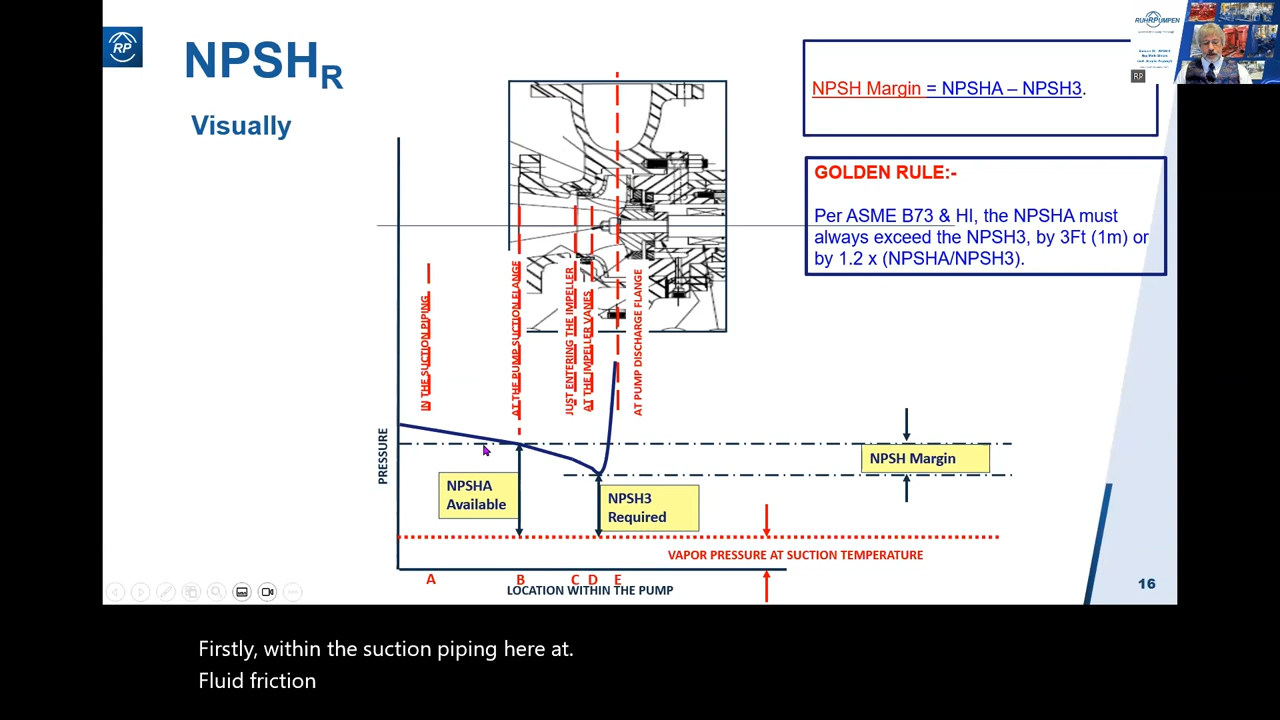 RP
NPSHR
Visually
RUHRPUMPEN
RP
NPSH Margin = NPSHA – NPSH3.
GOLDEN RULE:-
Per ASME B73 & HI, the NPSHA must
always exceed the NPSH3, by 3Ft (1m) or
by 1.2 x (NPSHA/NPSH3).
IN THE SUCTION PIPING
AT THE PUMP SUCTION FLANGE
JUST ENTERING THE IMPELLER
AT THE IMPELLER VANES
AT PUMP DISCHARGE FLANGE
PRESSURE
NPSH Margin
NPSHA
Available
NPSH3
Required
VAPOR PRESSURE AT SUCTION TEMPERATURE
A B C D E
LOCATION WITHIN THE PUMP
16
Firstly, within the suction piping here at.
Fluid friction